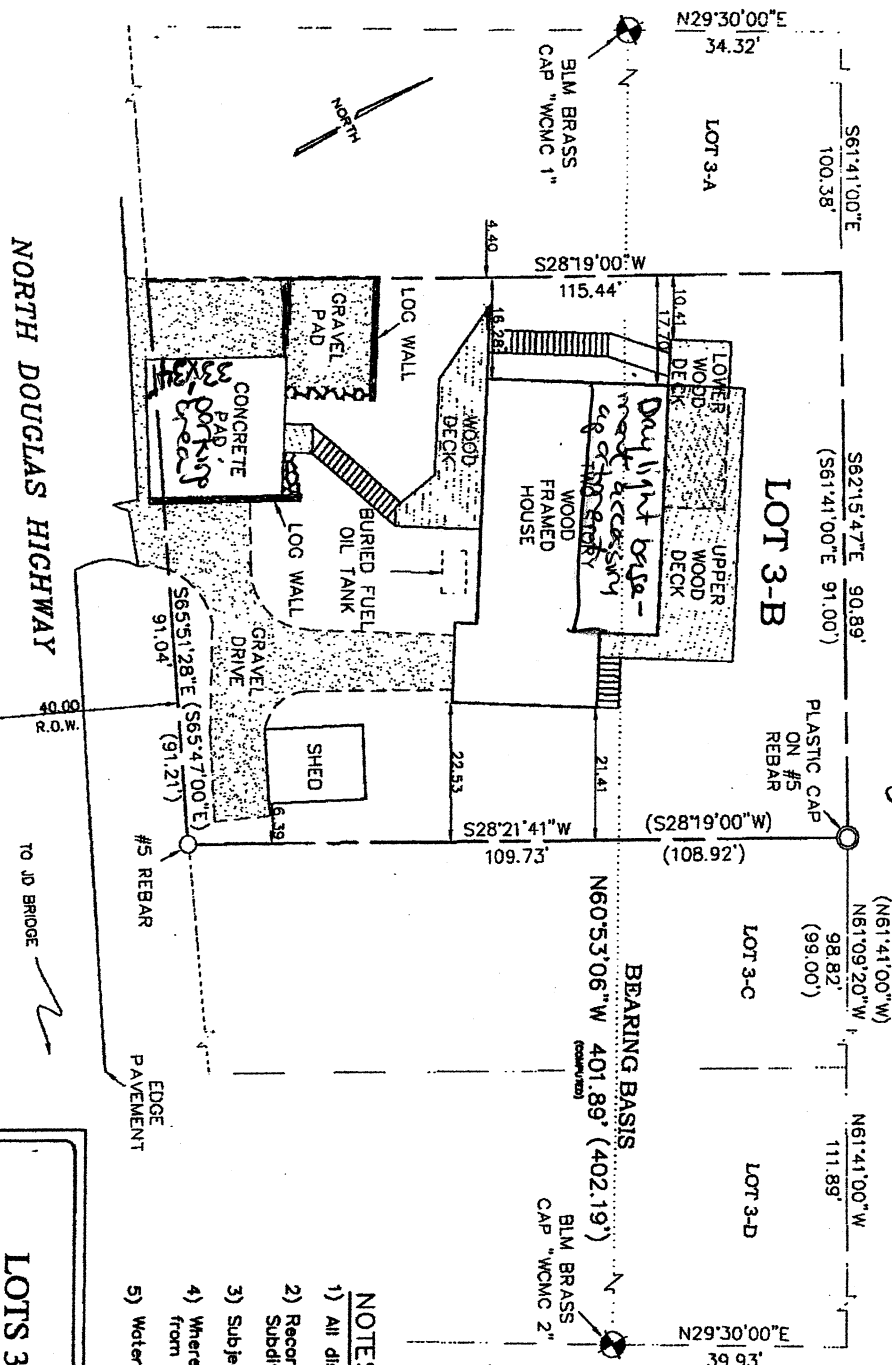 N29°30'00"E
34.32'
BLM BRASS
CAP "WCMC 1"
LOT 3-A
S61°41'00"E
100.38'
NORTH
4.40
S28°19'00"W
115.44'
16.28
10.41
17.70
LOG WALL
GRAVEL
PAD
CONCRETE
PAD
33x34'
parking
area
WOOD
DECK
LOWER
WOOD
DECK
UPPER
WOOD
DECK
Daylight base-
ment accessory
apartment
TWO STORY
WOOD
FRAMED
HOUSE
LOT 3-B
S62°15'47"E 90.89'
(S61°41'00"E 91.00')
PLASTIC CAP
ON #5
REBAR
LOG WALL
BURIED FUEL
OIL TANK
GRAVEL
DRIVE
SHED
6.39
22.53
21.41
S28°21'41"W
109.73'
(S28°19'00"W)
(108.92')
S65°51'28"E (S65°47'00"E)
91.04' (91.21')
#5 REBAR
40.00
R.O.W.
NORTH DOUGLAS HIGHWAY
TO JD BRIDGE
EDGE
PAVEMENT
(N61°41'00"W)
N61°09'20"W
98.82'
(99.00')
LOT 3-C
BEARING BASIS
N60°53'06"W 401.89' (402.19')
(COMPUTED)
N61°41'00"W
111.89'
LOT 3-D
BLM BRASS
CAP "WCMC 2"
N29°30'00"E
39.93'
NOTES
1) All di
2) Recor
Subdi
3) Subje
4) Where
from
5) Water
LOTS 3